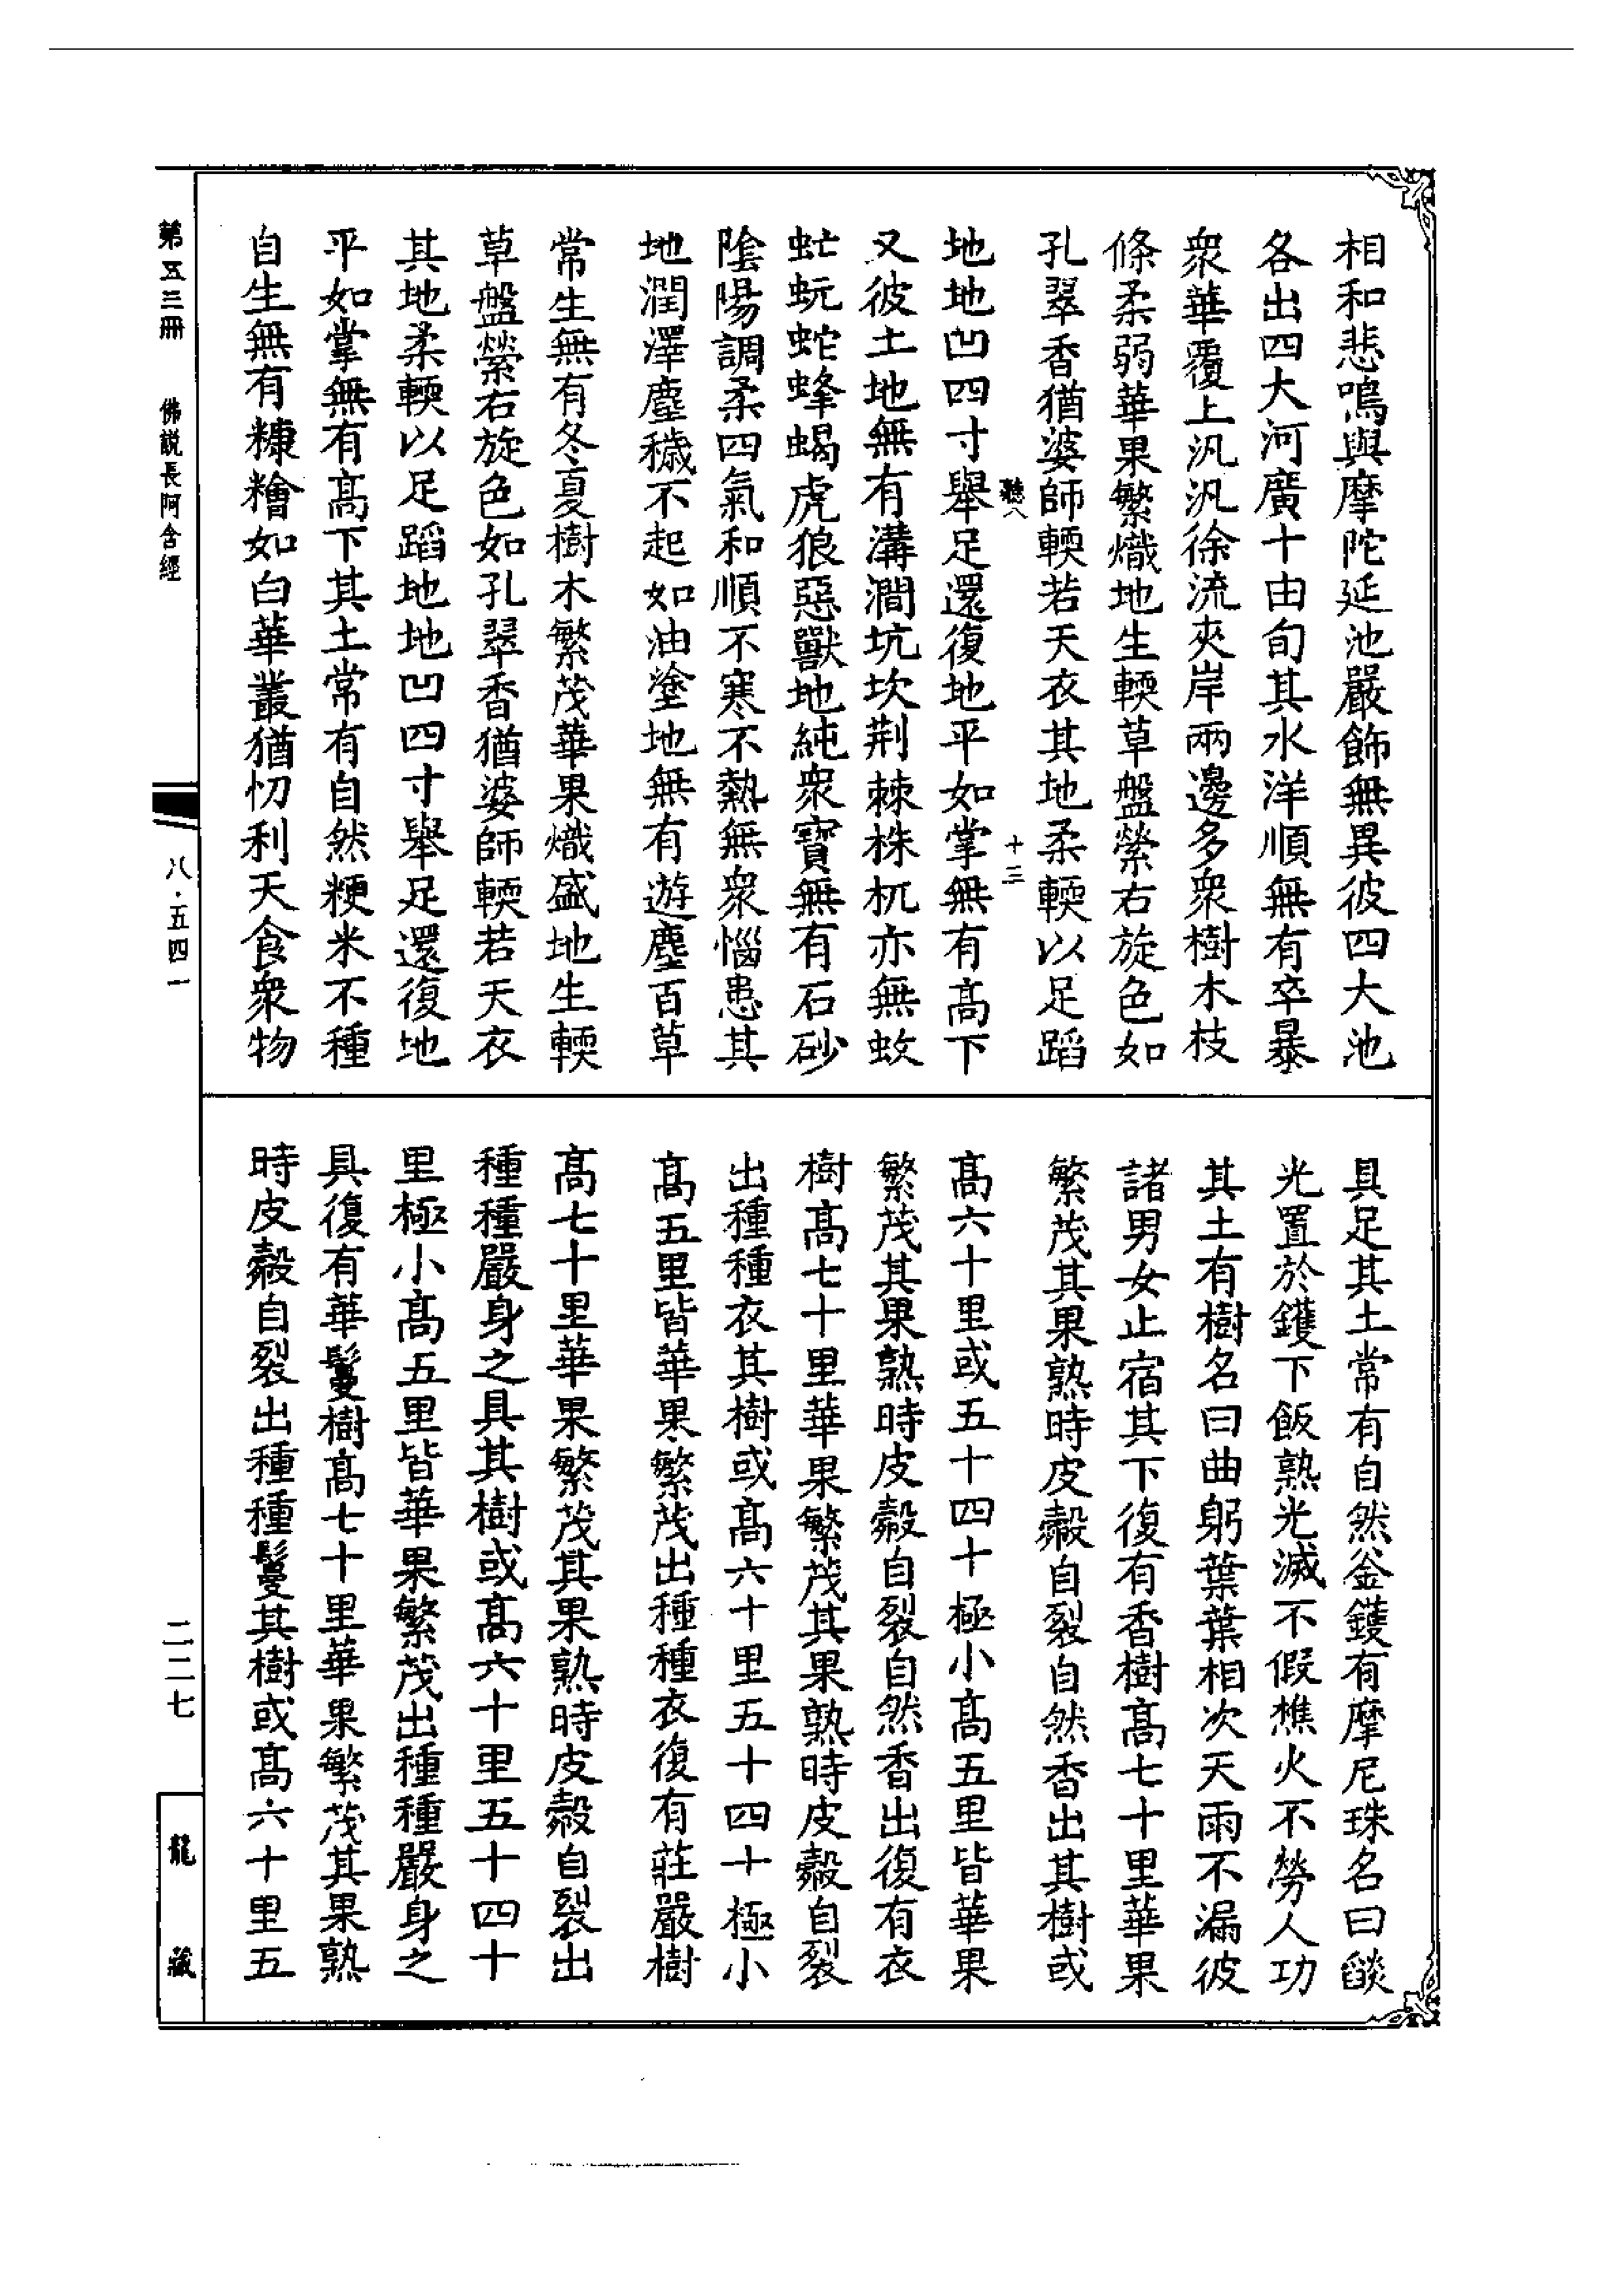 相和悲鳴與摩陀延池嚴飾無異彼四大池
各出四大河廣十由旬其水洋順無有卒暴
衆華覆上汎汎徐流夾岸兩邊多衆樹木枝
條柔弱華果繁熾地生輭草盤縈右旋色如
孔翠香猶婆師輭若天衣其地柔輭以足蹈
聽八
十三
地地凹四寸舉足還復地平如掌無有高下
又彼土地無有溝澗坑坎荆棘株杌亦無蚊
虻蚖蛇蜂蝎虎狼惡獸地純衆寶無有石砂
陰陽調柔四氣和順不寒不熱無衆惱患其
地潤澤塵穢不起如油塗地無有遊塵百草
常生無有冬夏樹木繁茂華果熾盛地生輭
草盤縈右旋色如孔翠香猶婆師輭若天衣
其地柔輭以足蹈地地凹四寸舉足還復地
平如掌無有髙下其土常有自然粳米不種
自生無有糠糩如白華叢猶忉利天食衆物
具足其土常有自然釜鑊有摩尼珠名曰燄
光置於鑊下飯熟光滅不假樵火不勞人功
其土有樹名曰曲躬葉葉相次天雨不漏彼
諸男女止宿其下復有香樹髙七十里華果
繁茂其果熟時皮縠自裂自然香出其樹或
髙六十里或五十四十極小髙五里皆華果
繁茂其果熟時皮縠自裂自然香出復有衣
樹髙七十里華果繁茂其果熟時皮縠自裂
出種種衣其樹或髙六十里五十四十極小
髙五里皆華果繁茂出種種衣復有莊嚴樹
髙七十里華果繁茂其果熟時皮縠自裂出
種種嚴身之具其樹或髙六十里五十四十
里極小髙五里皆華果繁茂出種種嚴身之
具復有華鬘樹髙七十里華果繁茂其果熟
時皮縠自裂出種種鬘其樹或髙六十里五
第五三冊 佛説長阿含經
八·五四一
二二七
龍藏